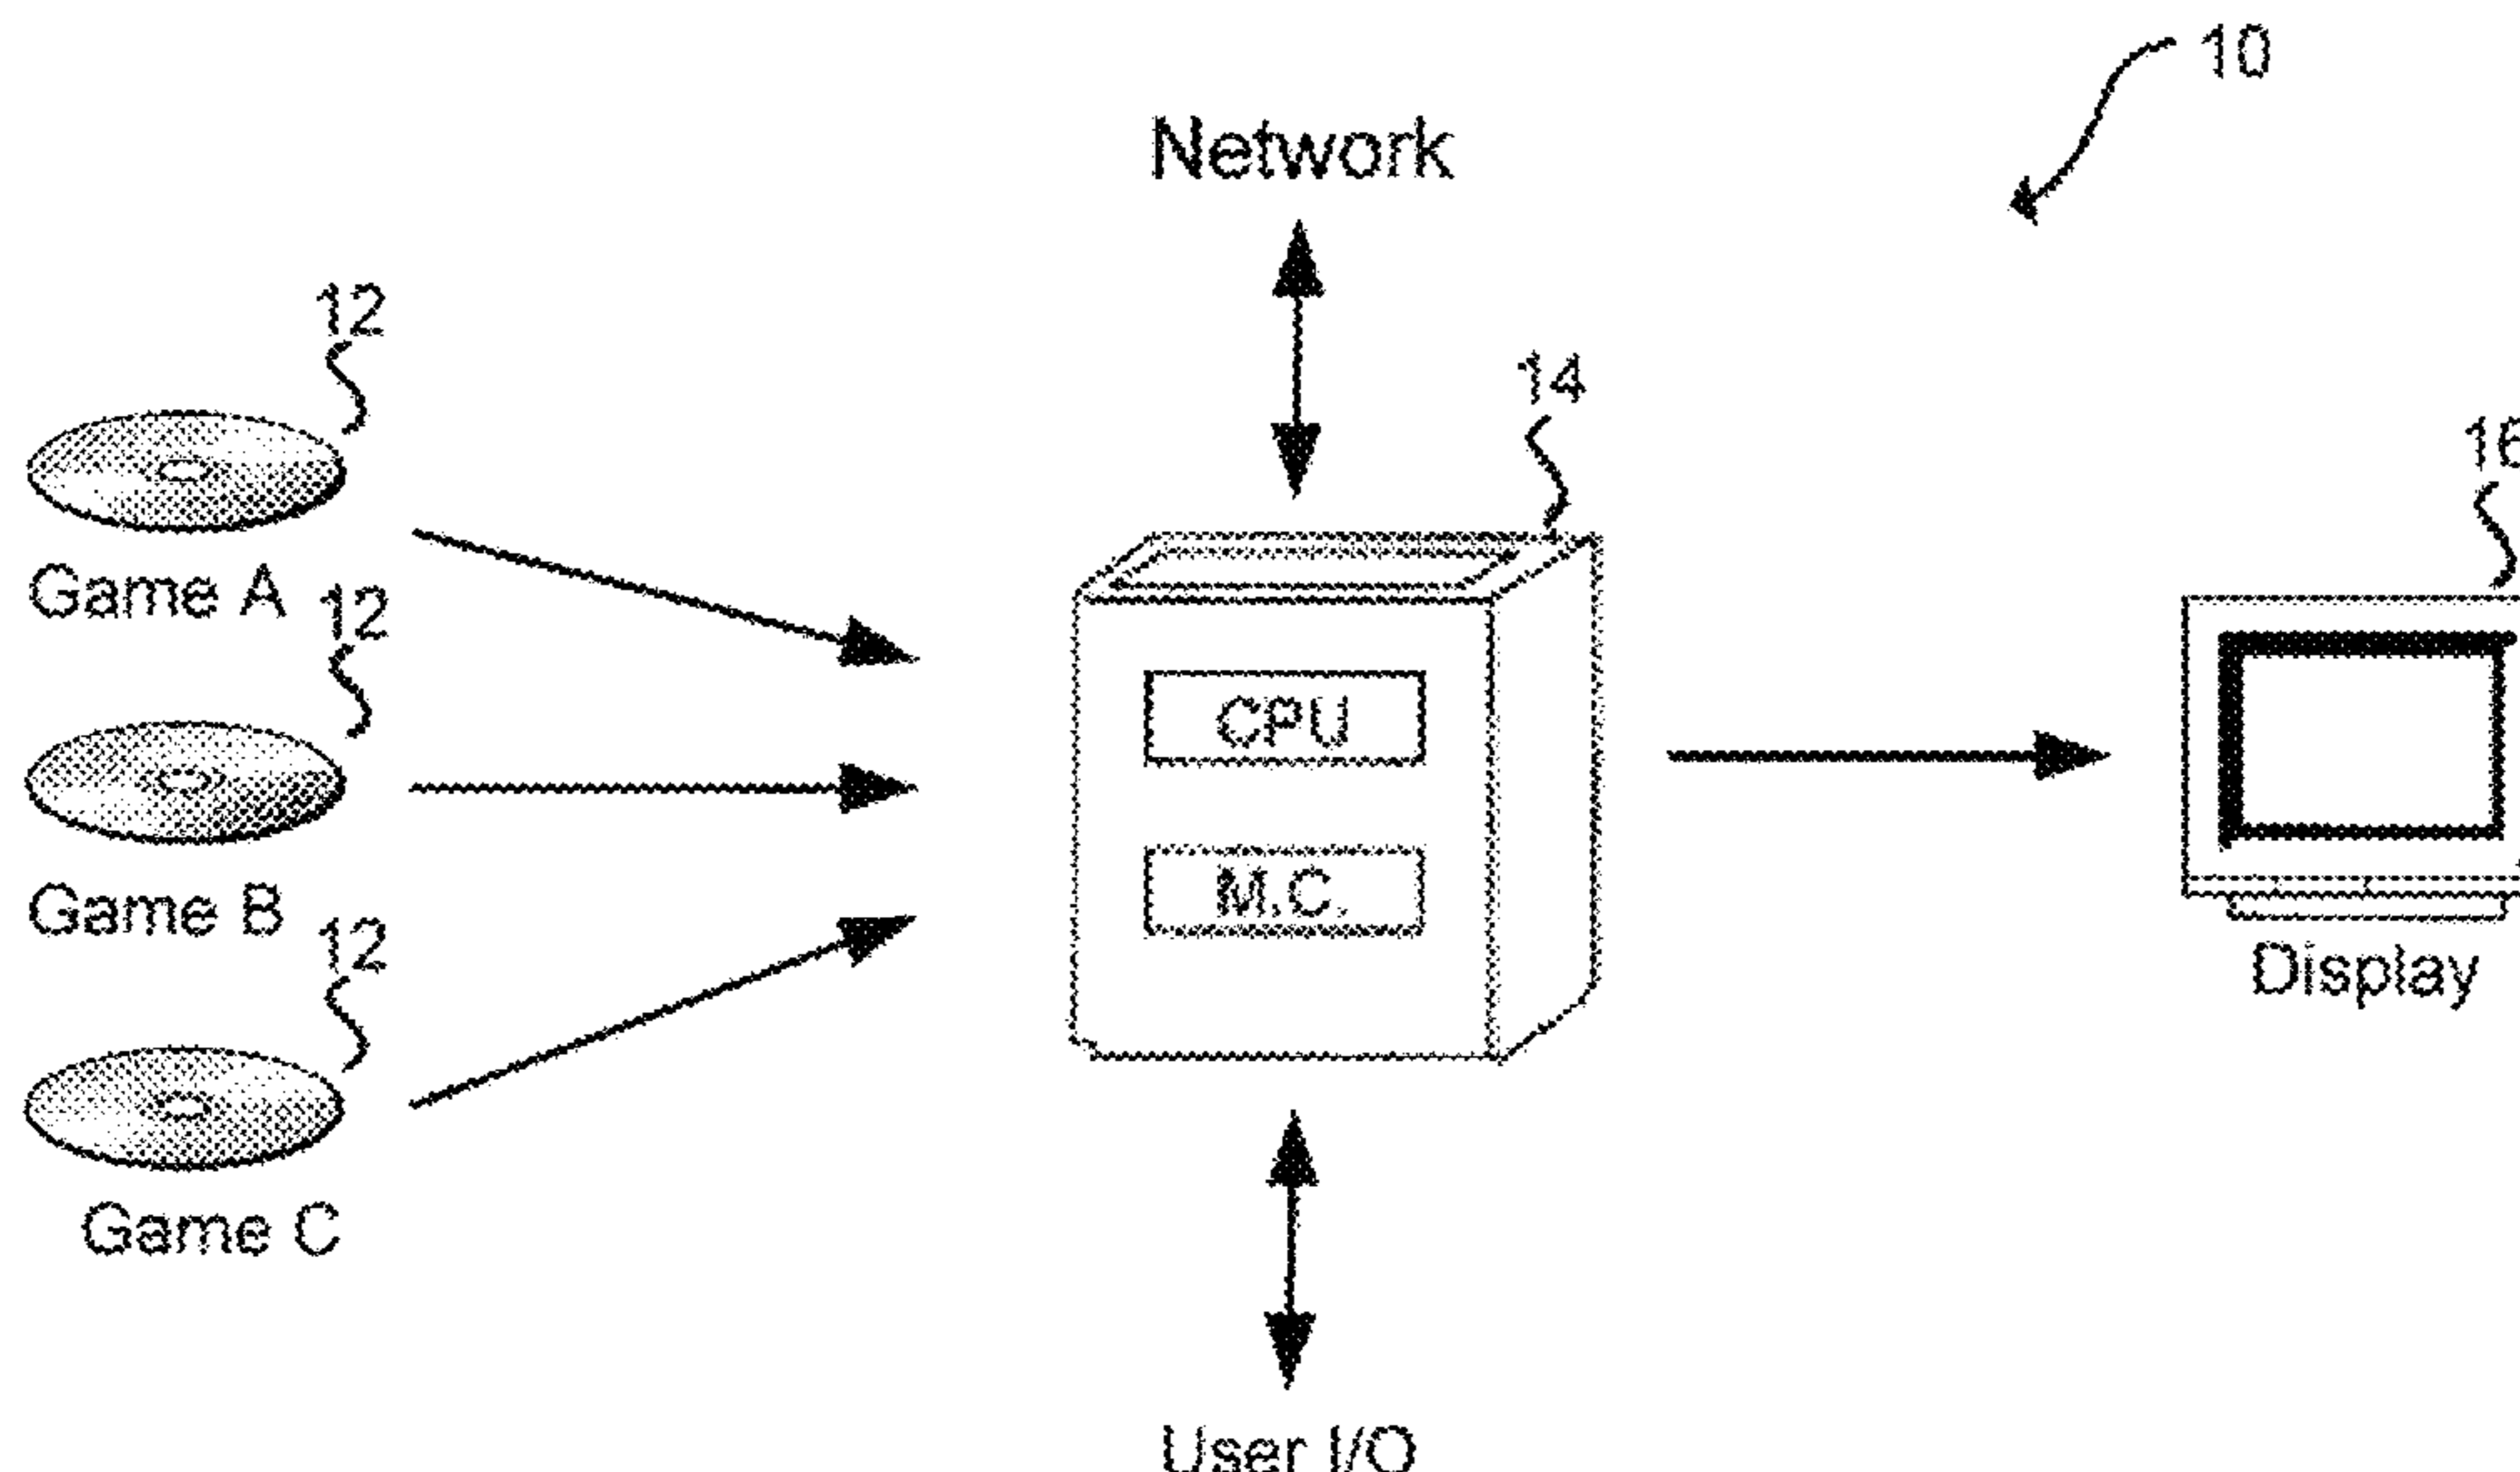 10
Network
12
14
16
Game A
12
CPU
M.C.
Game B
12
Display
Game C
User I/O